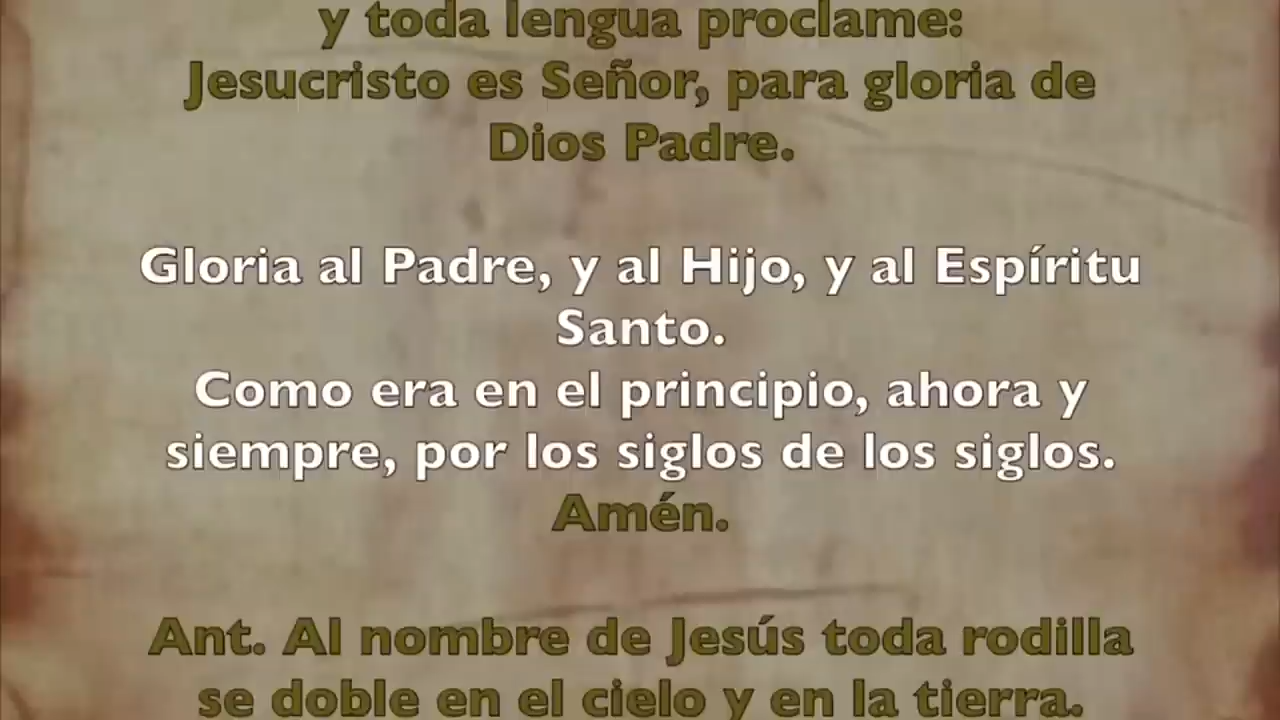 y toda lengua proclame:
Jesucristo es Señor, para gloria de
Dios Padre.
Gloria al Padre, y al Hijo, y al Espíritu
Santo.
Como era en el principio, ahora y
siempre, por los siglos de los siglos.
Amén.
Ant. Al nombre de Jesús toda rodilla
se doble en el cielo y en la tierra.